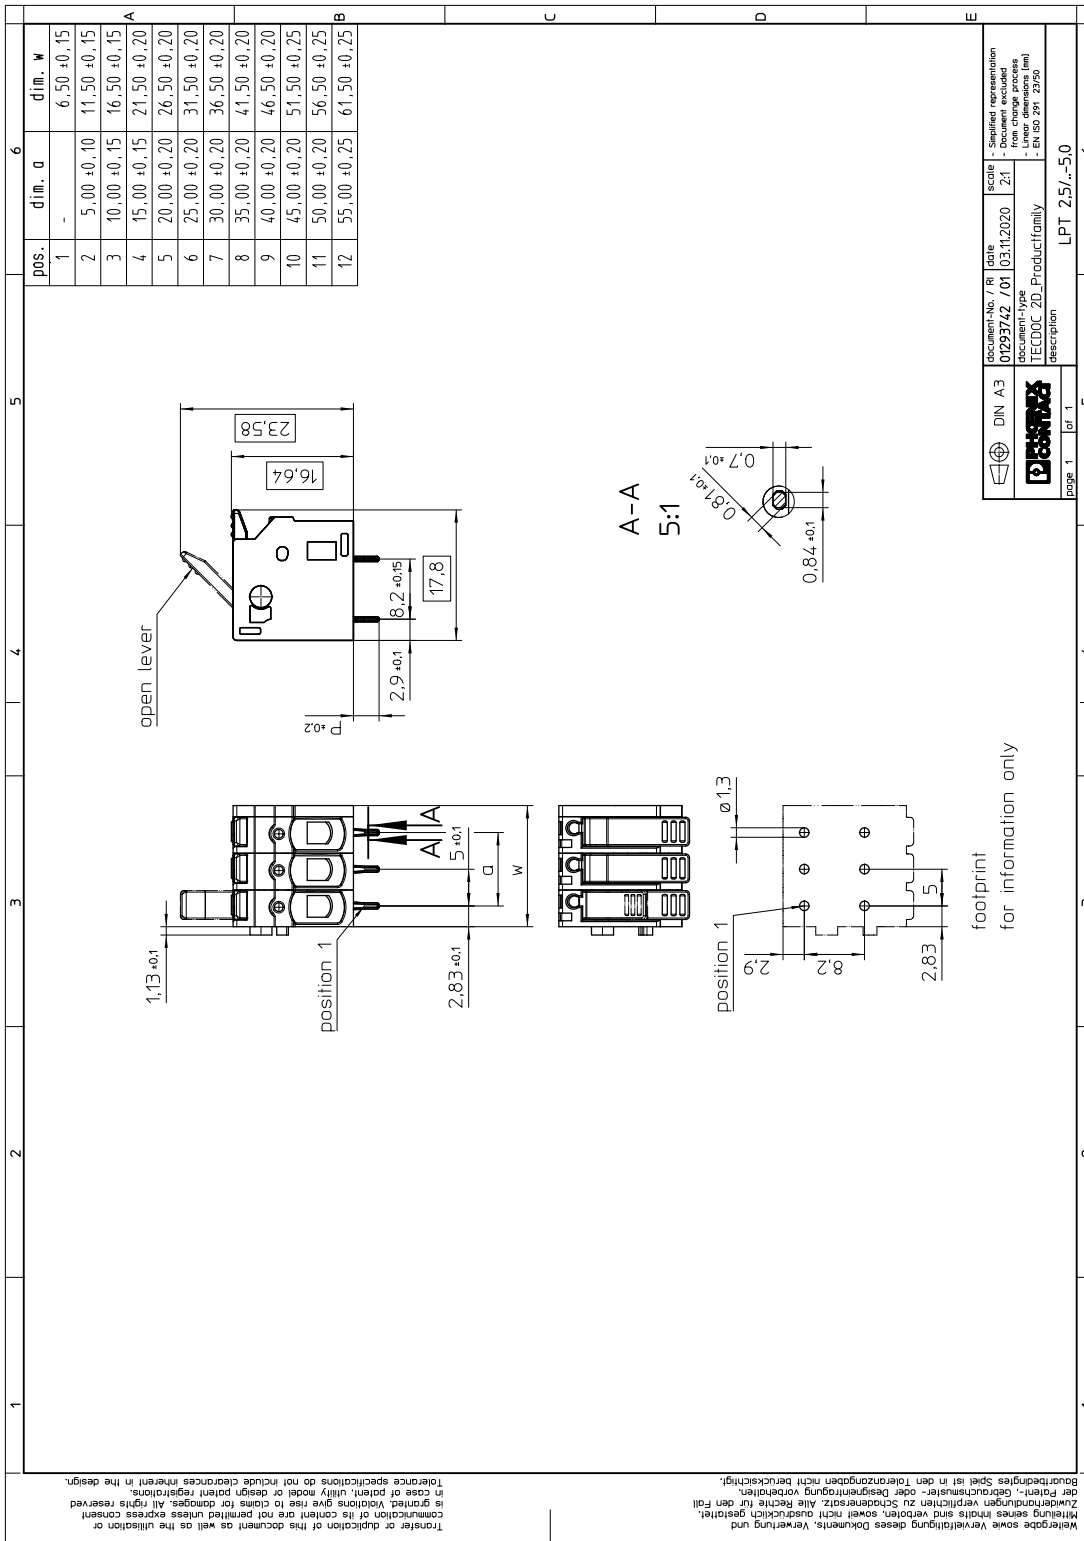 1
2
3
4
5
6
A
B
C
D
E
pos. dim. a dim. w
1 - 6,50 ±0,15
2 5,00 ±0,10 11,50 ±0,15
3 10,00 ±0,15 16,50 ±0,15
4 15,00 ±0,15 21,50 ±0,20
5 20,00 ±0,20 26,50 ±0,20
6 25,00 ±0,20 31,50 ±0,20
7 30,00 ±0,20 36,50 ±0,20
8 35,00 ±0,20 41,50 ±0,20
9 40,00 ±0,20 46,50 ±0,20
10 45,00 ±0,20 51,50 ±0,25
11 50,00 ±0,20 56,50 ±0,25
12 55,00 ±0,25 61,50 ±0,25
1,13 ±0,1
position 1
2,83 ±0,1
5 ±0,1
a
w
A
A
open lever
P ±0,2
2,9 ±0,1
8,2 ±0,15
17,8
16,64
23,58
A-A
5:1
0,81 ±0,1
0,7 ±0,1
0,84 ±0,1
position 1
ø 1,3
2,9
8,2
2,83
5
footprint
for information only
DIN A3
PHOENIX
CONTACT
page 1 of 1
document-No. / RI
01293742 / 01
date
03.11.2020
scale
2:1
- Simplified representation
- Document excluded
from change process
- Linear dimensions [mm]
- EN ISO 291 23/50
document-type
TECDOC 2D_Productfamily
description
LPT 2,5/..-5,0
Transfer or duplication of this document as well as the utilisation or
communication of its content are not permitted unless express consent
is granted. Violations give rise to claims for damages. All rights reserved
in case of patent, utility model or design patent registrations.
Tolerance specifications do not include clearances inherent in the design.
Weitergabe sowie Vervielfältigung dieses Dokuments, Verwertung und
Mitteilung seines Inhalts sind verboten, soweit nicht ausdrücklich gestattet.
Zuwiderhandlungen verpflichten zu Schadenersatz. Alle Rechte für den Fall
der Patent-, Gebrauchsmuster- oder Designeintragung vorbehalten.
Bauartbedingtes Spiel ist in den Toleranzangaben nicht berücksichtigt.